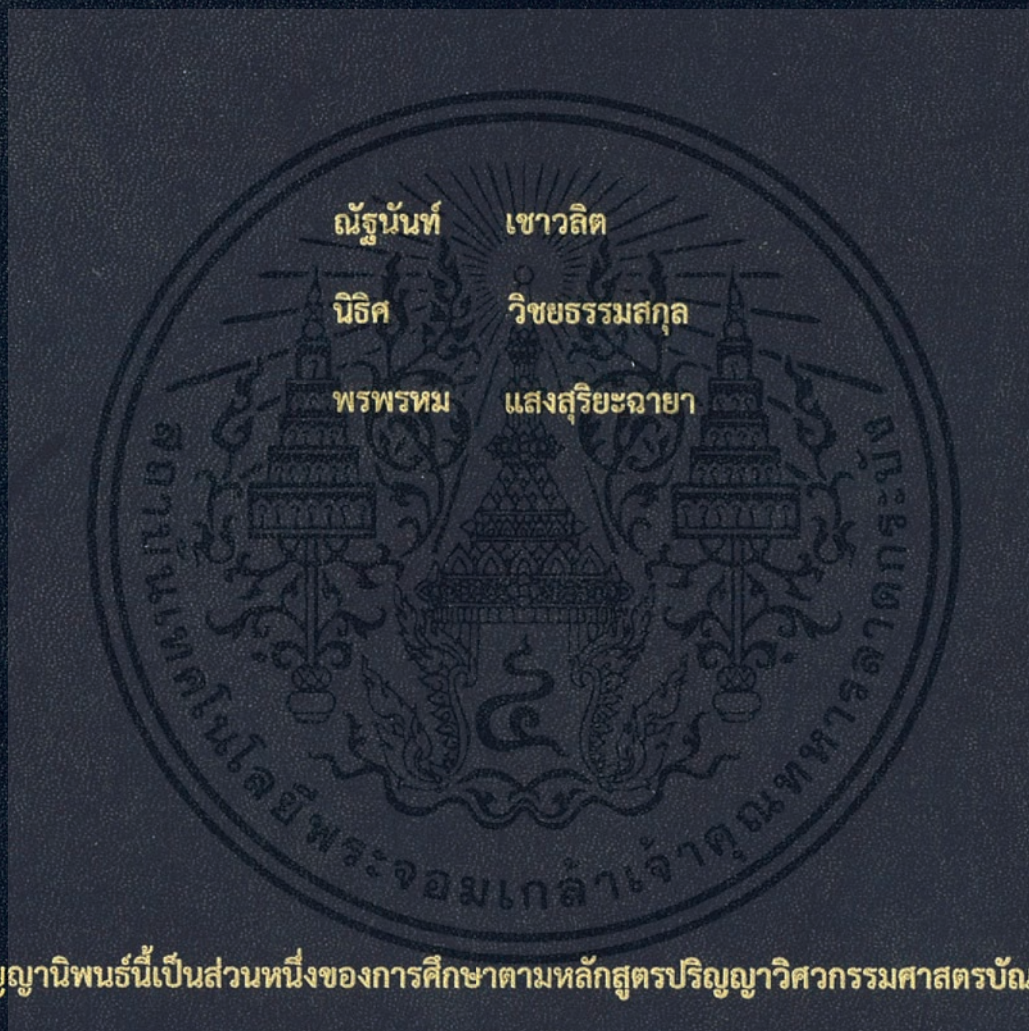 ณัฐนันท์ เชาวลิต
นิธิศ วิชยธรรมสกุล
พรพรหม แสงสุริยะฉายา
สถาบันเทคโนโลยีพระจอมเกล้าเจ้าคุณทหารลาดกระบัง
ญานิพนธ์นี้เป็นส่วนหนึ่งของการศึกษาตามหลักสูตรปริญญาวิศวกรรมศาสตรบัณ